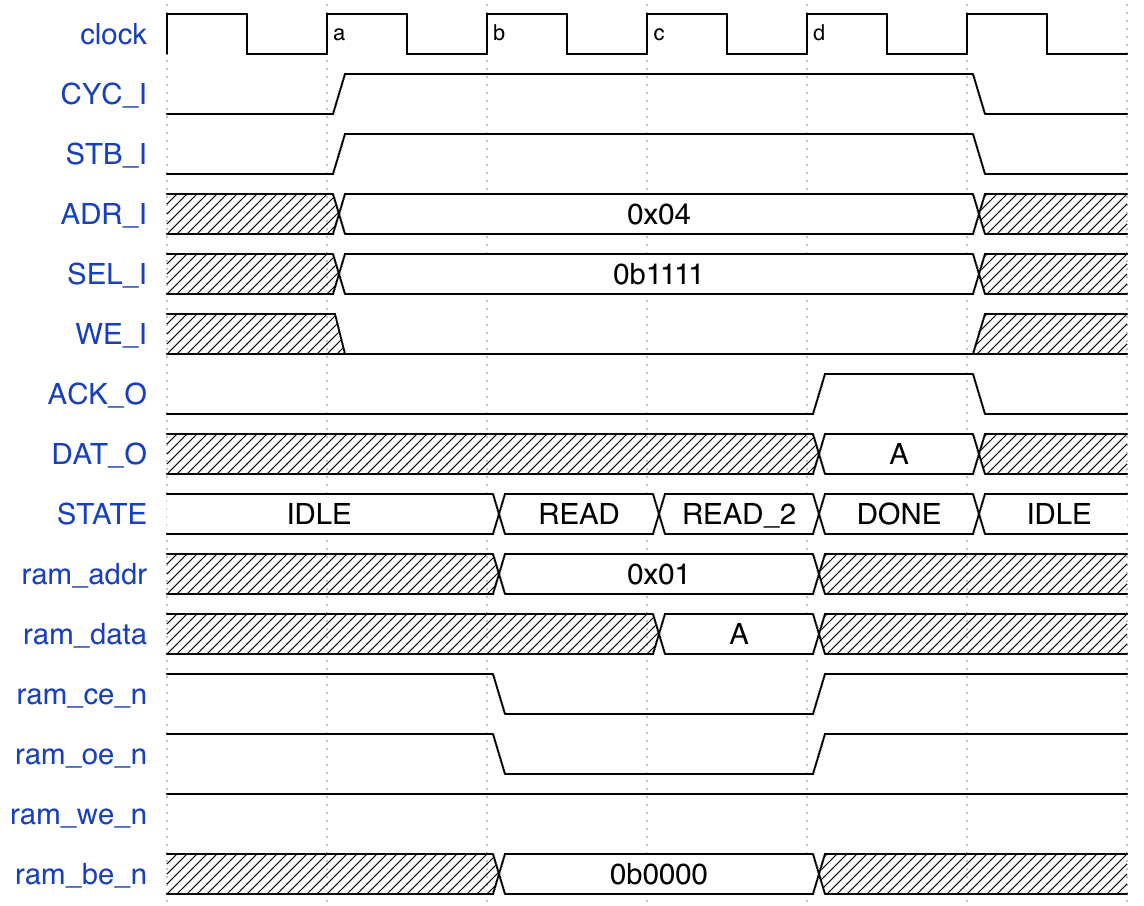 clock a b c d
CYC_I
STB_I
ADR_I 0x04
SEL_I 0b1111
WE_I
ACK_O
DAT_O A
STATE IDLE READ READ_2 DONE IDLE
ram_addr 0x01
ram_data A
ram_ce_n
ram_oe_n
ram_we_n
ram_be_n 0b0000